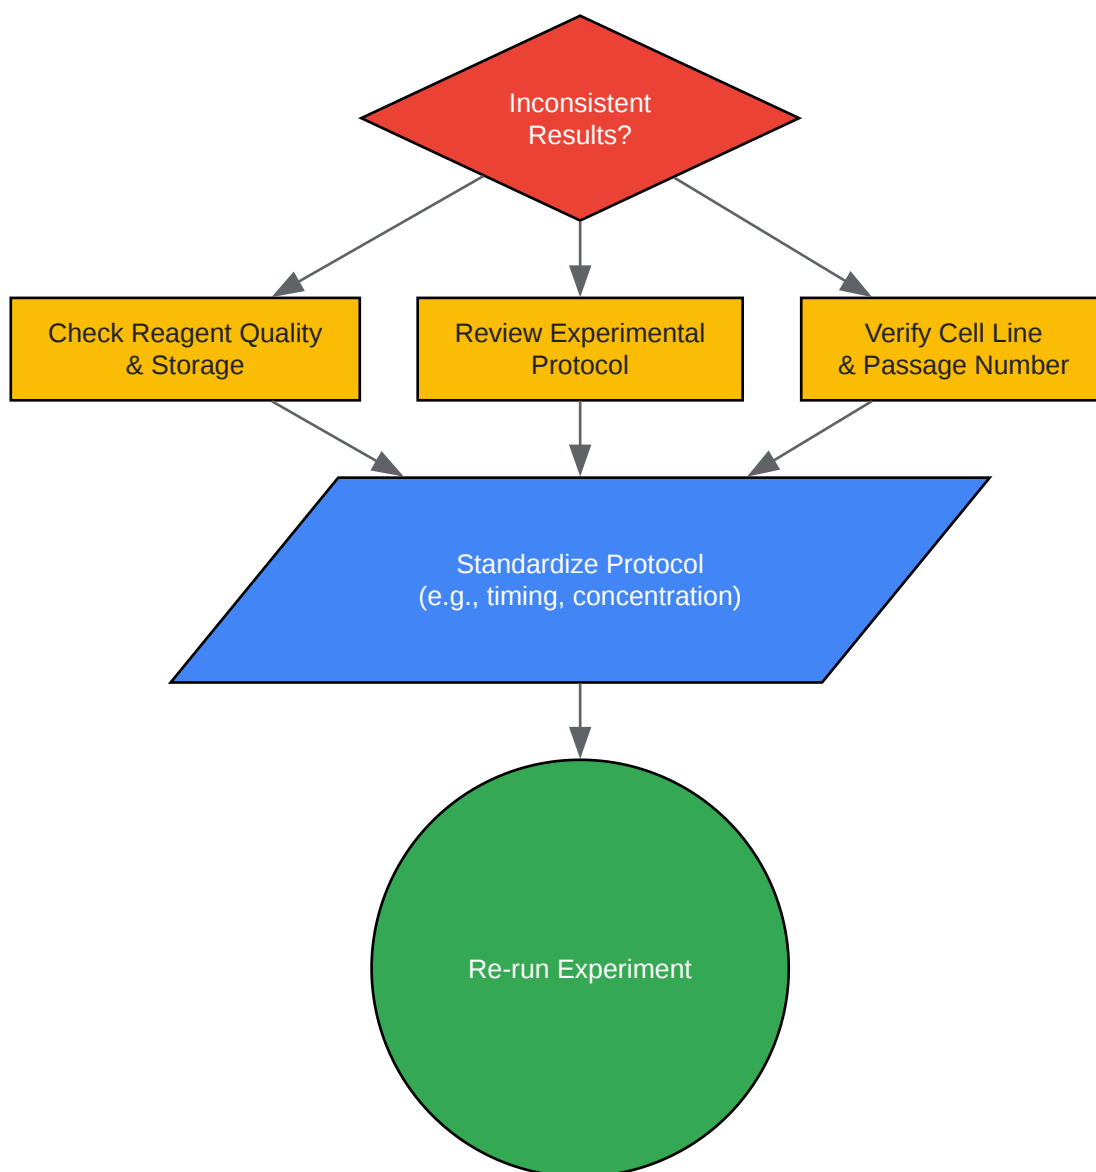 Inconsistent
Results?
Check Reagent Quality
& Storage
Review Experimental
Protocol
Verify Cell Line
& Passage Number
Standardize Protocol
(e.g., timing, concentration)
Re-run Experiment